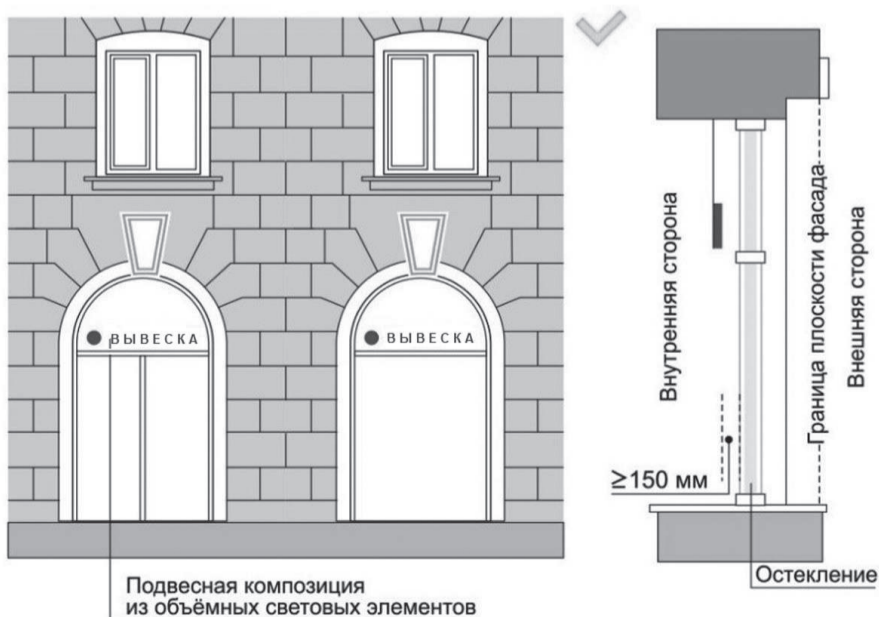 ВЫВЕСКА
ВЫВЕСКА
Подвесная композиция
из объёмных световых элементов
Внутренняя сторона
Граница плоскости фасада
Внешняя сторона
≥150 мм
Остекление